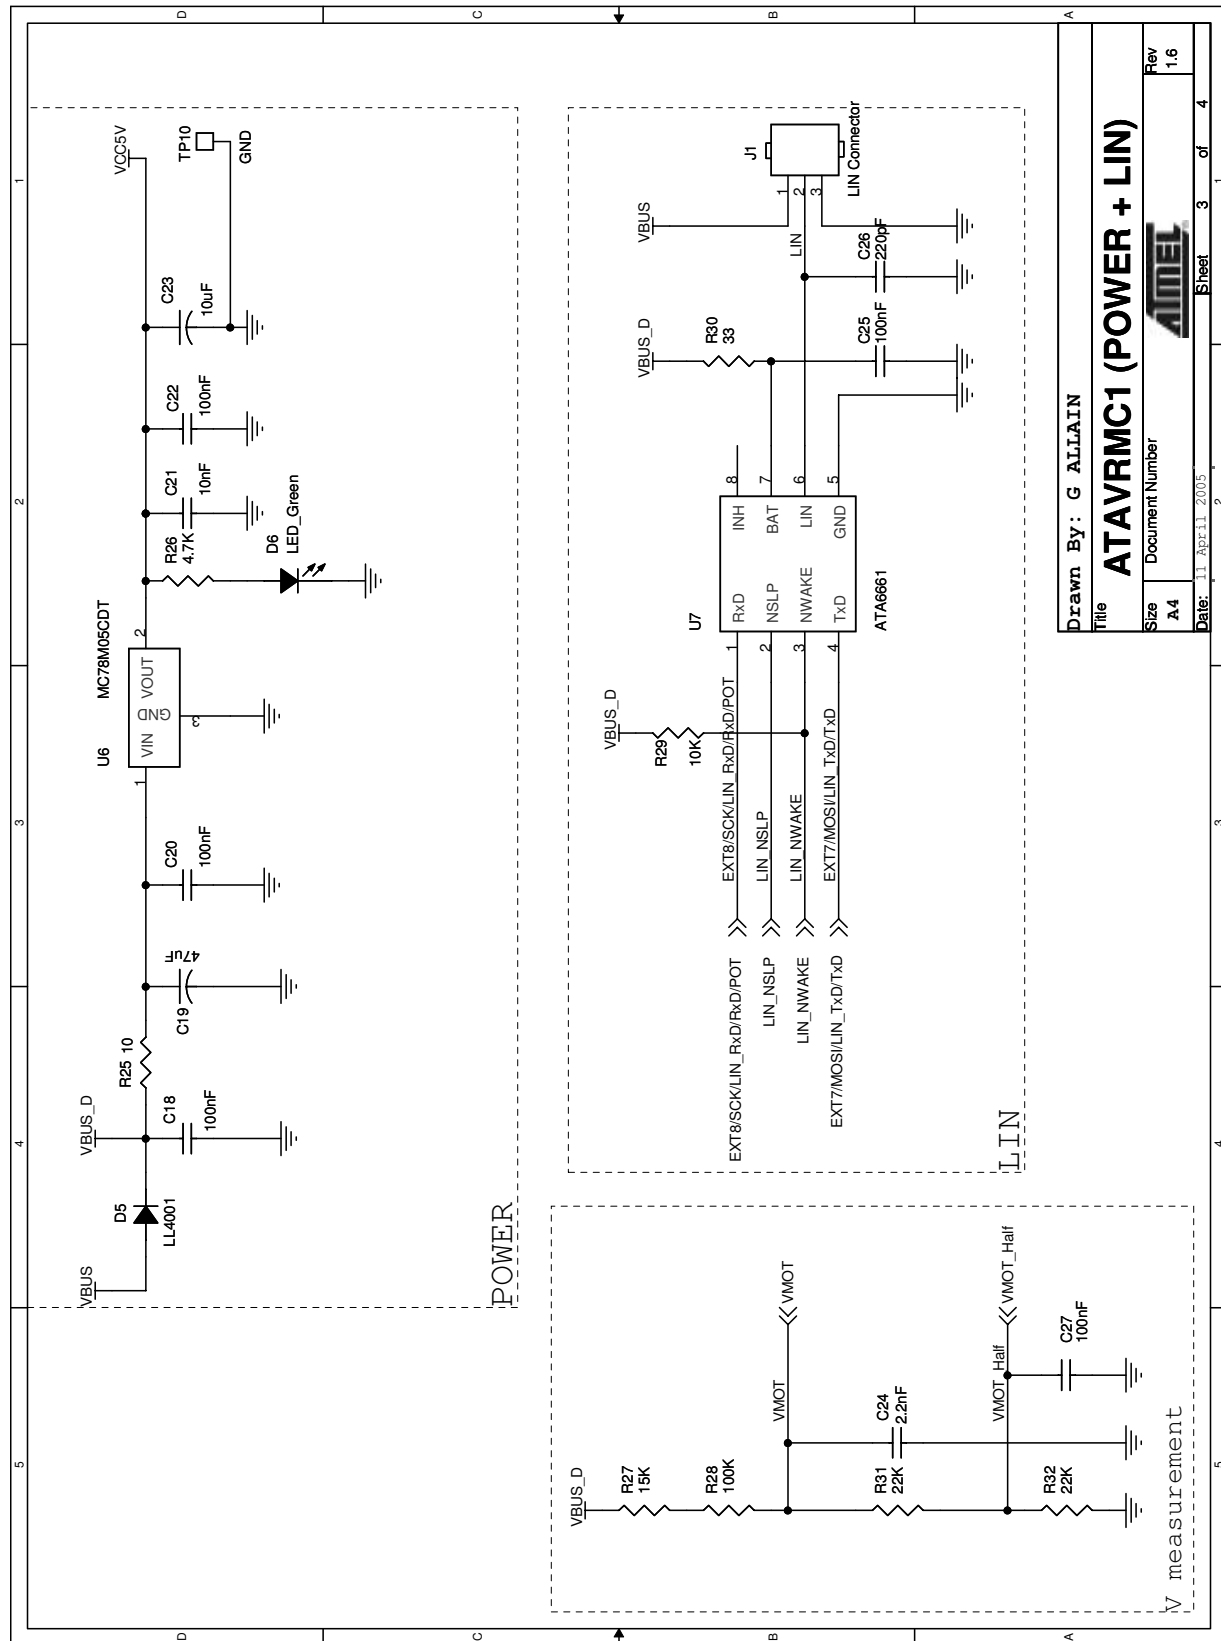 5
4
3
2
1
D
C
B
A
VBUS
D5
LL4001
VBUS_D
C18
100nF
R25 10
C19
47uF
C20
100nF
U6
MC78M05CDT
1
VIN
GND
VOUT
2
3
R26
4.7K
D6
LED_Green
C21
10nF
C22
100nF
C23
10uF
VCC5V
TP10
GND
POWER
VBUS_D
R27
15K
R28
100K
VMOT
VMOT
C24
2.2nF
R31
22K
VMOT_Half
VMOT_Half
C27
100nF
R32
22K
V measurement
VBUS_D
R29
10K
EXT8/SCK/LIN_RxD/RxD/POT
EXT8/SCK/LIN_RxD/RxD/POT
LIN_NSLP
LIN_NSLP
LIN_NWAKE
LIN_NWAKE
EXT7/MOSI/LIN_TxD/TxD
EXT7/MOSI/LIN_TxD/TxD
U7
1
RxD
INH
8
2
NSLP
BAT
7
3
NWAKE
LIN
6
4
TxD
GND
5
ATA6661
VBUS_D
R30
33
C25
100nF
C26
220pF
VBUS
LIN
J1
1
2
3
LIN Connector
LIN
Drawn By: G ALLAIN
Title
ATAVRMC1 (POWER + LIN)
Size
A4
Document Number
ATMEL
Rev
1.6
Date:
11 April 2005
Sheet
3
of
4
5
4
3
2
1
D
C
B
A